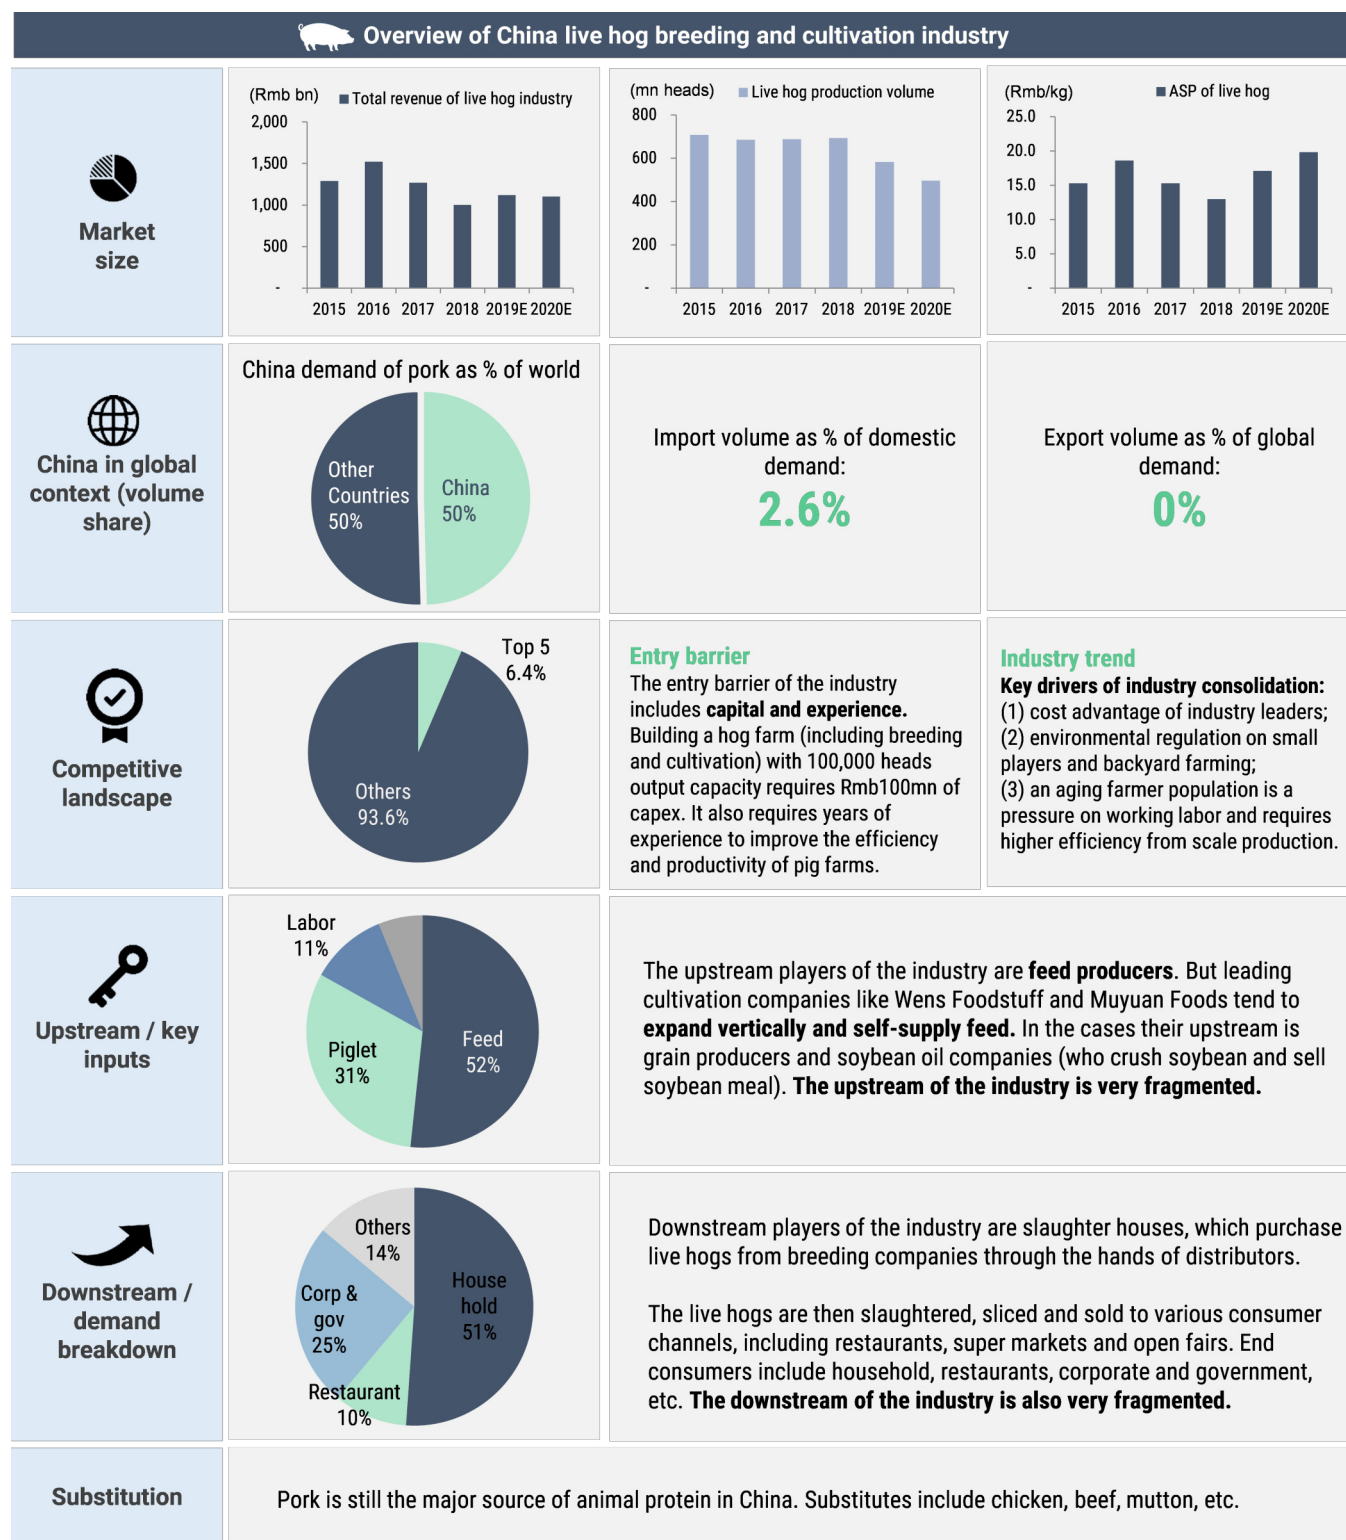 Overview of China live hog breeding and cultivation industry
Market
size
(Rmb bn)
Total revenue of live hog industry
2,000
1,500
1,000
500
-
2015 2016 2017 2018 2019E 2020E
(mn heads)
Live hog production volume
800
600
400
200
-
2015 2016 2017 2018 2019E 2020E
(Rmb/kg)
ASP of live hog
25.0
20.0
15.0
10.0
5.0
-
2015 2016 2017 2018 2019E 2020E
China in global
context (volume
share)
China demand of pork as % of world
Other
Countries
50%
China
50%
Import volume as % of domestic
demand:
2.6%
Export volume as % of global
demand:
0%
Competitive
landscape
Top 5
6.4%
Others
93.6%
Entry barrier
The entry barrier of the industry
includes capital and experience.
Building a hog farm (including breeding
and cultivation) with 100,000 heads
output capacity requires Rmb100mn of
capex. It also requires years of
experience to improve the efficiency
and productivity of pig farms.
Industry trend
Key drivers of industry consolidation:
(1) cost advantage of industry leaders;
(2) environmental regulation on small
players and backyard farming;
(3) an aging farmer population is a
pressure on working labor and requires
higher efficiency from scale production.
Upstream / key
inputs
Labor
11%
Piglet
31%
Feed
52%
The upstream players of the industry are feed producers. But leading
cultivation companies like Wens Foodstuff and Muyuan Foods tend to
expand vertically and self-supply feed. In the cases their upstream is
grain producers and soybean oil companies (who crush soybean and sell
soybean meal). The upstream of the industry is very fragmented.
Downstream /
demand
breakdown
Others
14%
House
hold
51%
Corp &
gov
25%
Restaurant
10%
Downstream players of the industry are slaughter houses, which purchase
live hogs from breeding companies through the hands of distributors.
The live hogs are then slaughtered, sliced and sold to various consumer
channels, including restaurants, super markets and open fairs. End
consumers include household, restaurants, corporate and government,
etc. The downstream of the industry is also very fragmented.
Substitution
Pork is still the major source of animal protein in China. Substitutes include chicken, beef, mutton, etc.